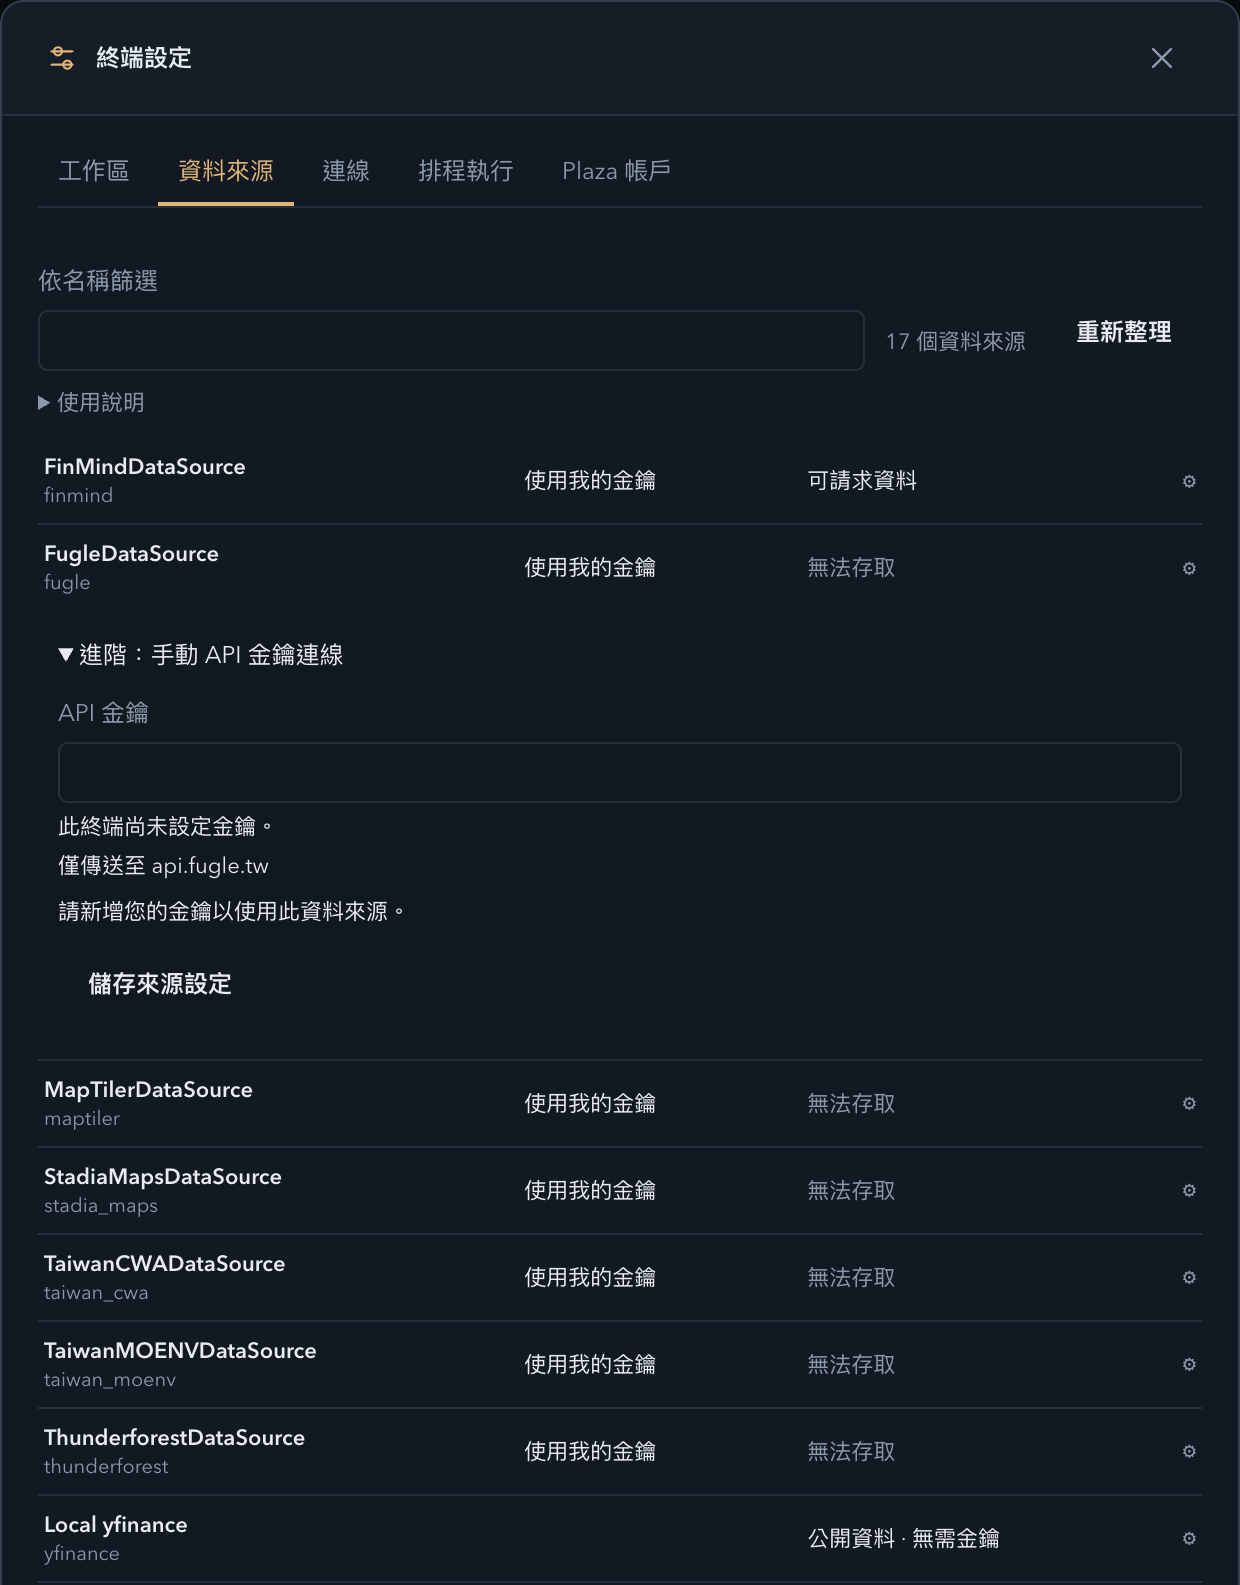 終端設定
工作區 資料來源 連線 排程執行 Plaza 帳戶
依名稱篩選
17 個資料來源 重新整理
使用說明
FinMindDataSource 使用我的金鑰 可請求資料
finmind
FugleDataSource 使用我的金鑰 無法存取
fugle
進階：手動 API 金鑰連線
API 金鑰
此終端尚未設定金鑰。
僅傳送至 api.fugle.tw
請新增您的金鑰以使用此資料來源。
儲存來源設定
MapTilerDataSource 使用我的金鑰 無法存取
maptiler
StadiaMapsDataSource 使用我的金鑰 無法存取
stadia_maps
TaiwanCWADataSource 使用我的金鑰 無法存取
taiwan_cwa
TaiwanMOENVDataSource 使用我的金鑰 無法存取
taiwan_moenv
ThunderforestDataSource 使用我的金鑰 無法存取
thunderforest
Local yfinance 公開資料 · 無需金鑰
yfinance